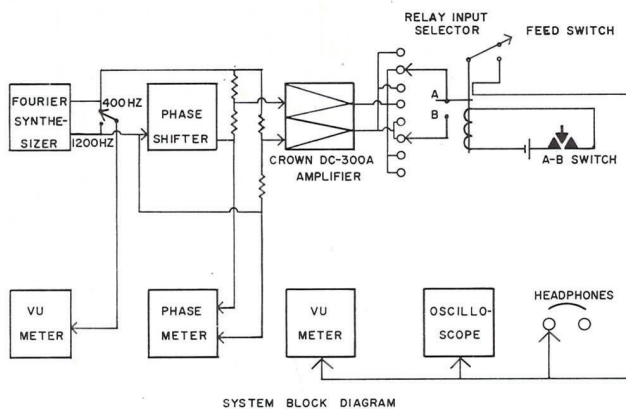 RELAY INPUT
SELECTOR
FEED SWITCH
FOURIER
SYNTHE-
SIZER
400HZ
1200HZ
PHASE
SHIFTER
CROWN DC-300A
AMPLIFIER
A
B
A-B SWITCH
VU
METER
PHASE
METER
VU
METER
OSCILLO-
SCOPE
HEADPHONES
SYSTEM BLOCK DIAGRAM